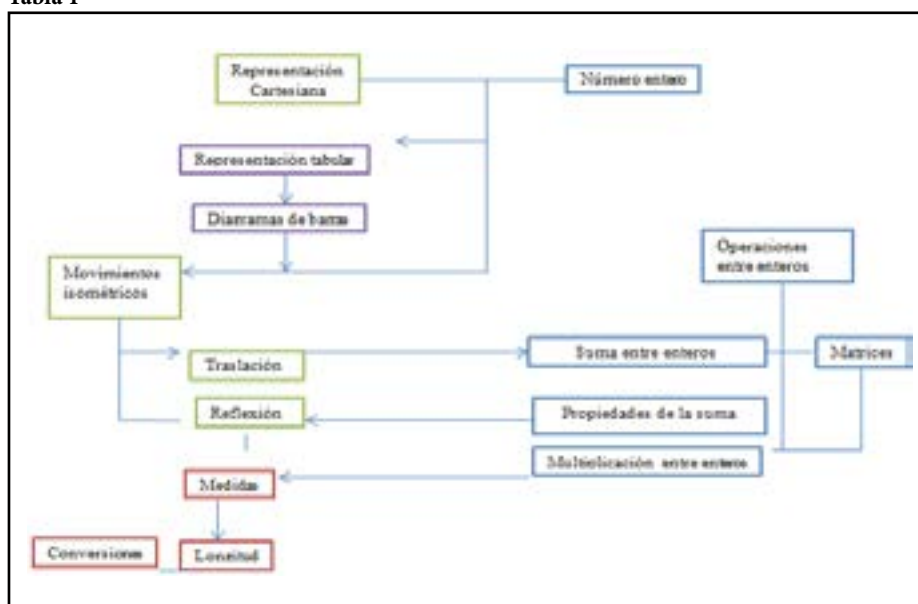 Tabla 1
Representación
Cartesiana
Número entero
Representación tabular
Diagramas de barras
Operaciones
entre enteros
Movimientos
isométricos
Traslación
Suma entre enteros
Matrices
Reflexión
Propiedades de la suma
Multiplicación entre enteros
Medidas
Conversiones
Longitud